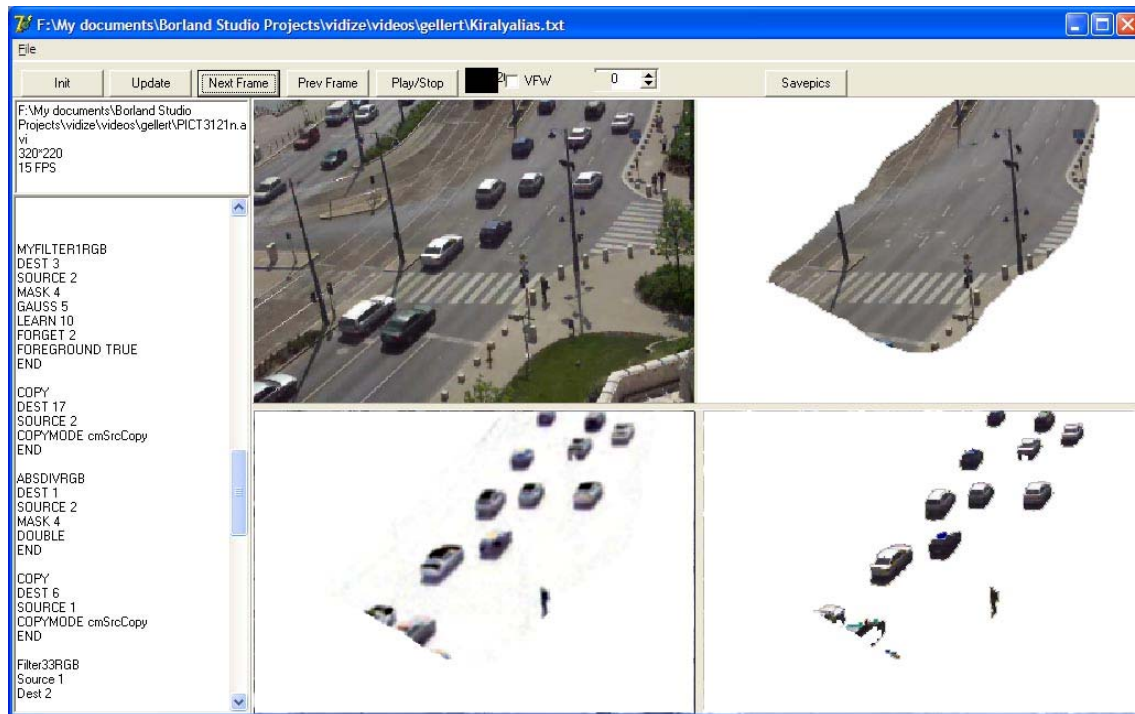 F:\My documents\Borland Studio Projects\vidize\videos\gellert\Kiralyalias.txt
File
Init Update Next Frame Prev Frame Play/Stop VFW 0 Savepics
F:\My documents\Borland Studio
Projects\vidize\videos\gellert\PICT3121n.a
vi
320*220
15 FPS
MYFILTER1RGB
DEST 3
SOURCE 2
MASK 4
GAUSS 5
LEARN 10
FORGET 2
FOREGROUND TRUE
END
COPY
DEST 17
SOURCE 2
COPYMODE cmSrcCopy
END
ABSDIVRGB
DEST 1
SOURCE 2
MASK 4
DOUBLE
END
COPY
DEST 6
SOURCE 1
COPYMODE cmSrcCopy
END
Filter33RGB
Source 1
Dest 2